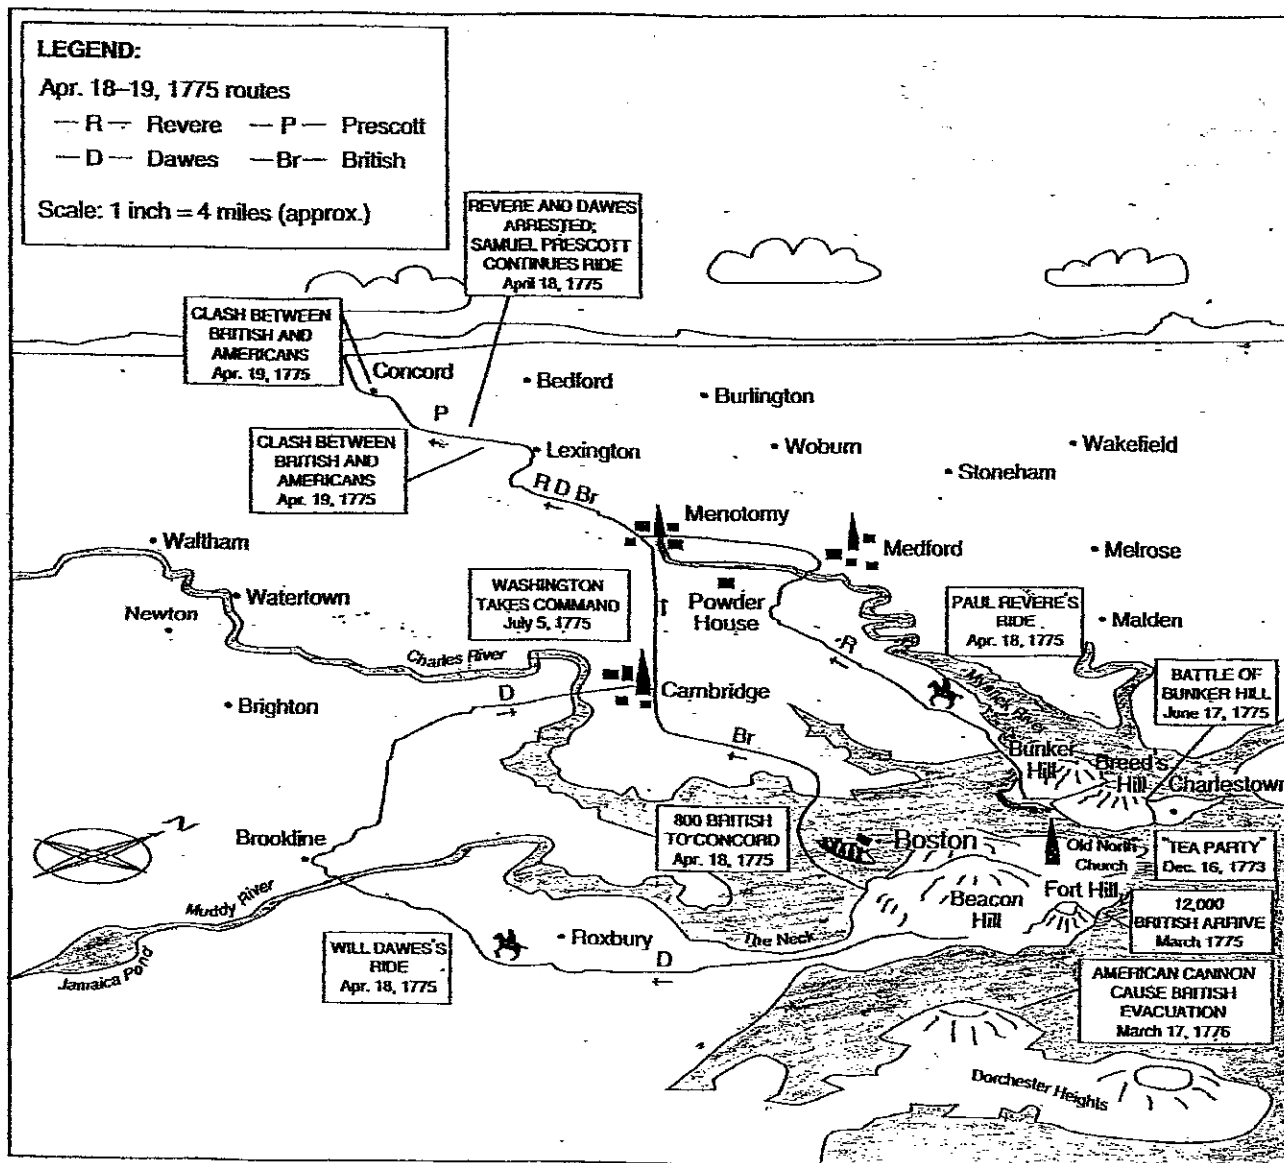 LEGEND:
Apr. 18–19, 1775 routes
— R — Revere — P — Prescott
— D — Dawes — Br — British
Scale: 1 inch = 4 miles (approx.)
REVERE AND DAWES
ARRESTED;
SAMUEL PRESCOTT
CONTINUES RIDE
April 18, 1775
CLASH BETWEEN
BRITISH AND
AMERICANS
Apr. 19, 1775
Concord
Bedford
Burlington
P
CLASH BETWEEN
BRITISH AND
AMERICANS
Apr. 19, 1775
Lexington
Woburn
Wakefield
Stoneham
R D Br
Menotomy
Medford
Melrose
Waltham
Watertown
Newton
WASHINGTON
TAKES COMMAND
July 5, 1775
Powder
House
PAUL REVERE'S
RIDE
Apr. 18, 1775
Malden
R
Charles River
Mystick River
BATTLE OF
BUNKER HILL
June 17, 1775
Brighton
D
Cambridge
Br
Bunker
Hill
Breed's
Hill
Charlestown
N
Brookline
800 BRITISH
TO CONCORD
Apr. 18, 1775
Boston
Old North
Church
"TEA PARTY"
Dec. 16, 1773
Muddy River
Beacon
Hill
Fort Hill
12,000
BRITISH ARRIVE
March 1775
Jamaica Pond
WILL DAWES'S
RIDE
Apr. 18, 1775
Roxbury
The Neck
D
AMERICAN CANNON
CAUSE BRITISH
EVACUATION
March 17, 1776
Dorchester Heights